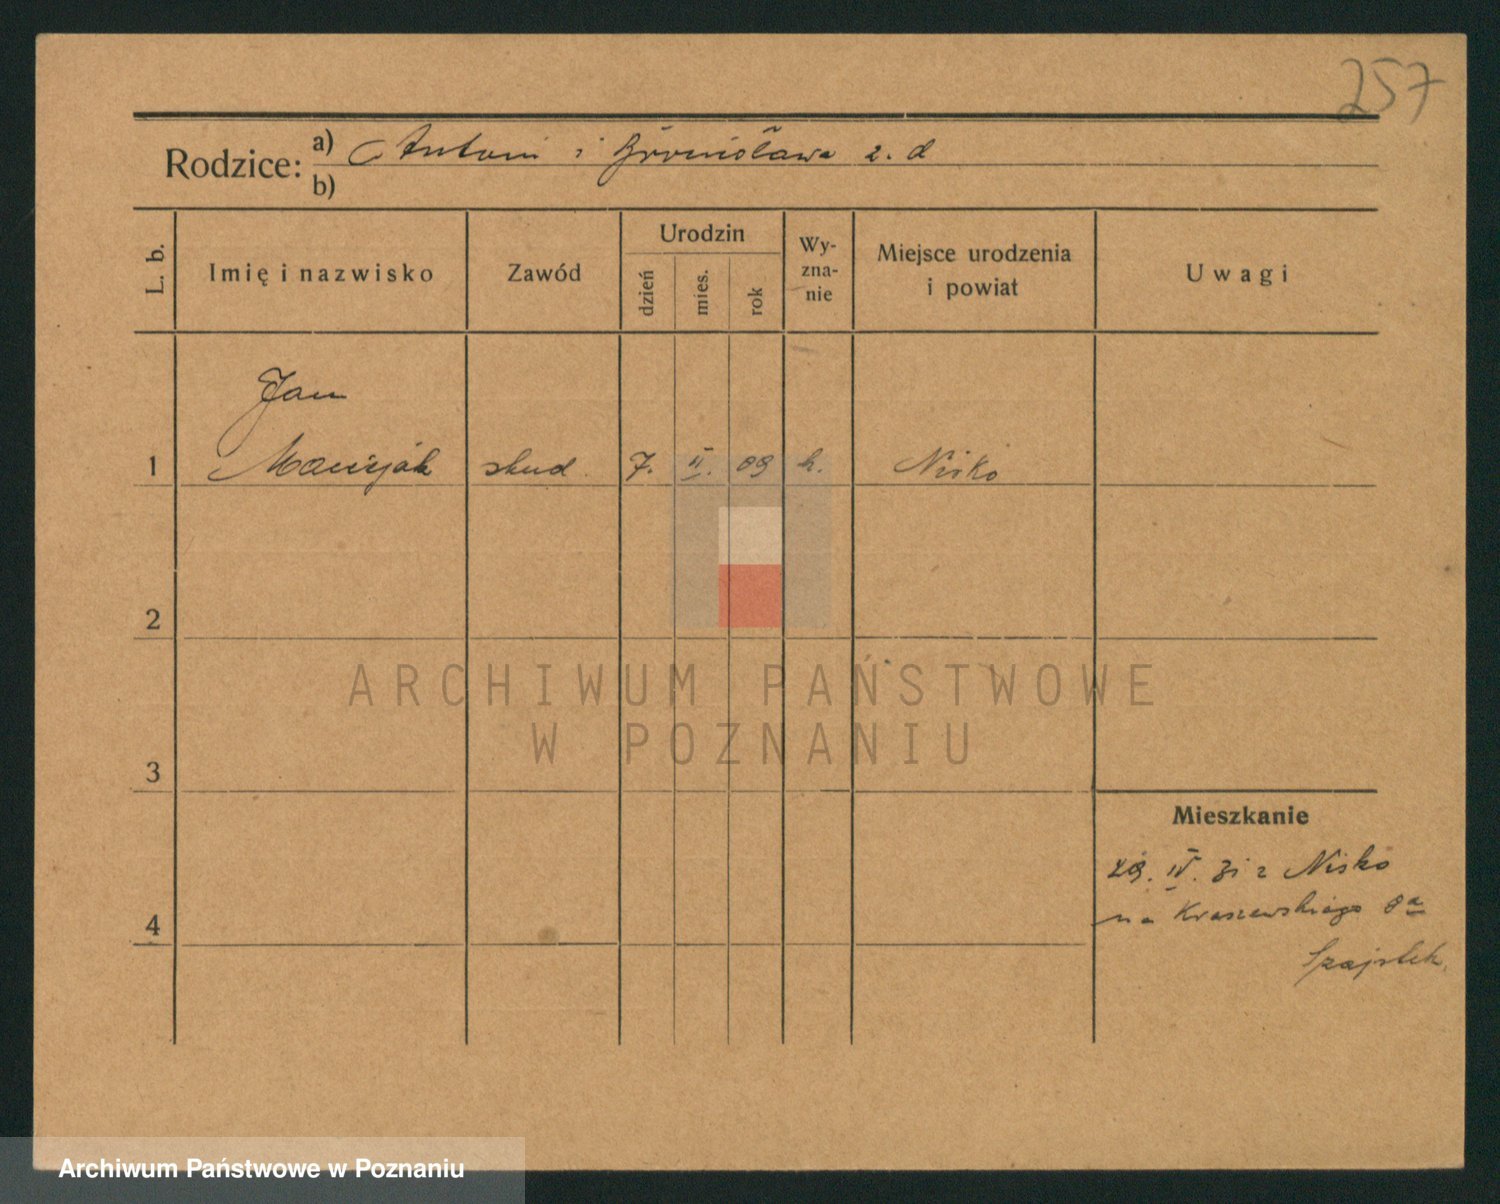 257
Rodzice:
a) Antoni i Bronisława z. d
b)
L. b.
Imię i nazwisko
Zawód
Urodzin
dzień
mies.
rok
Wy-
zna-
nie
Miejsce urodzenia
i powiat
Uwagi
Jan
1 Maciejak stud. 7. II. 09 k. Nisko
2
ARCHIWUM PAŃSTWOWE
W POZNANIU
3
Mieszkanie
29. IV. 31 z Nisko
4
na Kraszewskiego 8a
Szajstek
Archiwum Państwowe w Poznaniu